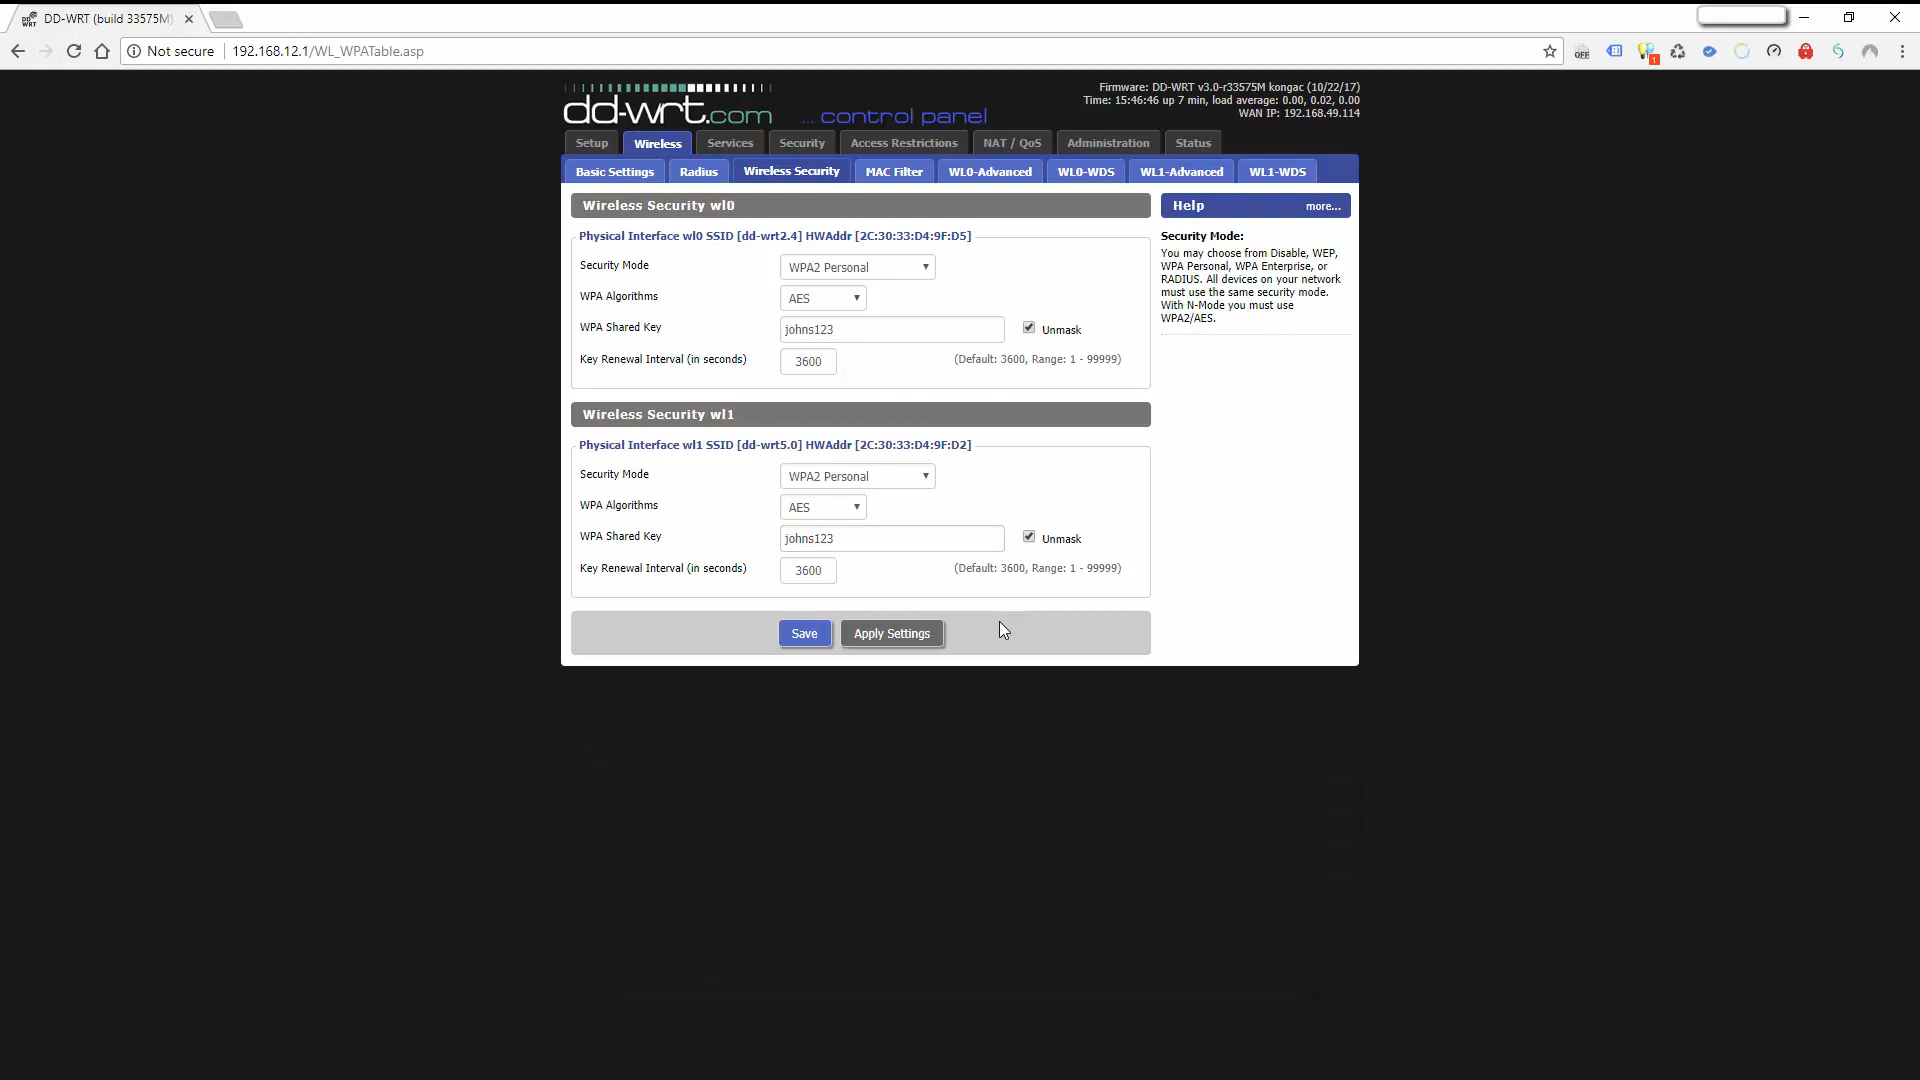 DD-WRT (build 33575M)
Not secure 192.168.12.1/WL_WPATable.asp
OFF
1
dd-wrt.com ... control panel
Firmware: DD-WRT v3.0-r33575M kongac (10/22/17)
Time: 15:46:46 up 7 min, load average: 0.00, 0.02, 0.00
WAN IP: 192.168.49.114
Setup Wireless Services Security Access Restrictions NAT / QoS Administration Status
Basic Settings Radius Wireless Security MAC Filter WL0-Advanced WL0-WDS WL1-Advanced WL1-WDS
Wireless Security wl0
Physical Interface wl0 SSID [dd-wrt2.4] HWAddr [2C:30:33:D4:9F:D5]
Security Mode WPA2 Personal
WPA Algorithms AES
WPA Shared Key johns123 Unmask
Key Renewal Interval (in seconds) 3600 (Default: 3600, Range: 1 - 99999)
Wireless Security wl1
Physical Interface wl1 SSID [dd-wrt5.0] HWAddr [2C:30:33:D4:9F:D2]
Security Mode WPA2 Personal
WPA Algorithms AES
WPA Shared Key johns123 Unmask
Key Renewal Interval (in seconds) 3600 (Default: 3600, Range: 1 - 99999)
Save Apply Settings
Help more...
Security Mode:
You may choose from Disable, WEP,
WPA Personal, WPA Enterprise, or
RADIUS. All devices on your network
must use the same security mode.
With N-Mode you must use
WPA2/AES.